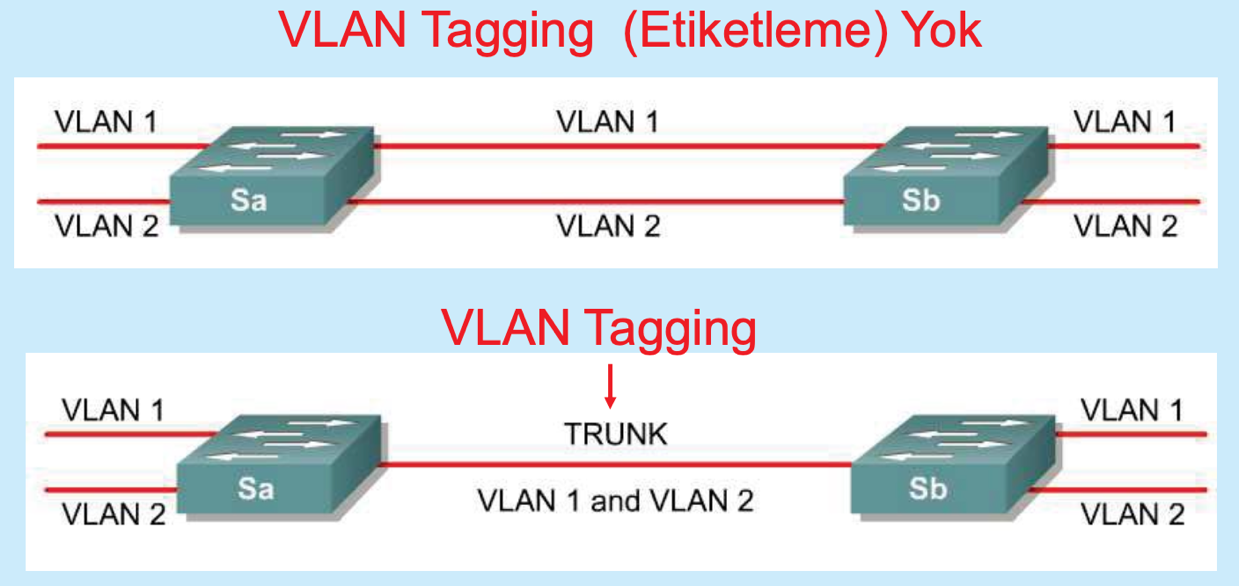 VLAN Tagging (Etiketleme) Yok
VLAN 1 VLAN 1 VLAN 1
Sa Sb
VLAN 2 VLAN 2 VLAN 2
VLAN Tagging
VLAN 1 TRUNK VLAN 1
Sa Sb
VLAN 2 VLAN 1 and VLAN 2 VLAN 2